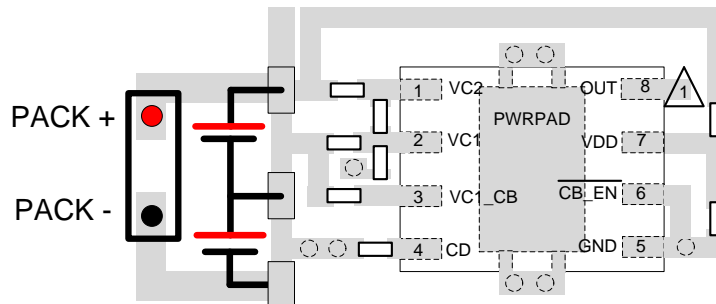 PACK +
PACK -
1 VC2
2 VC1
3 VC1_CB
4 CD
PWRPAD
OUT 8
VDD 7
CB_EN 6
GND 5
1